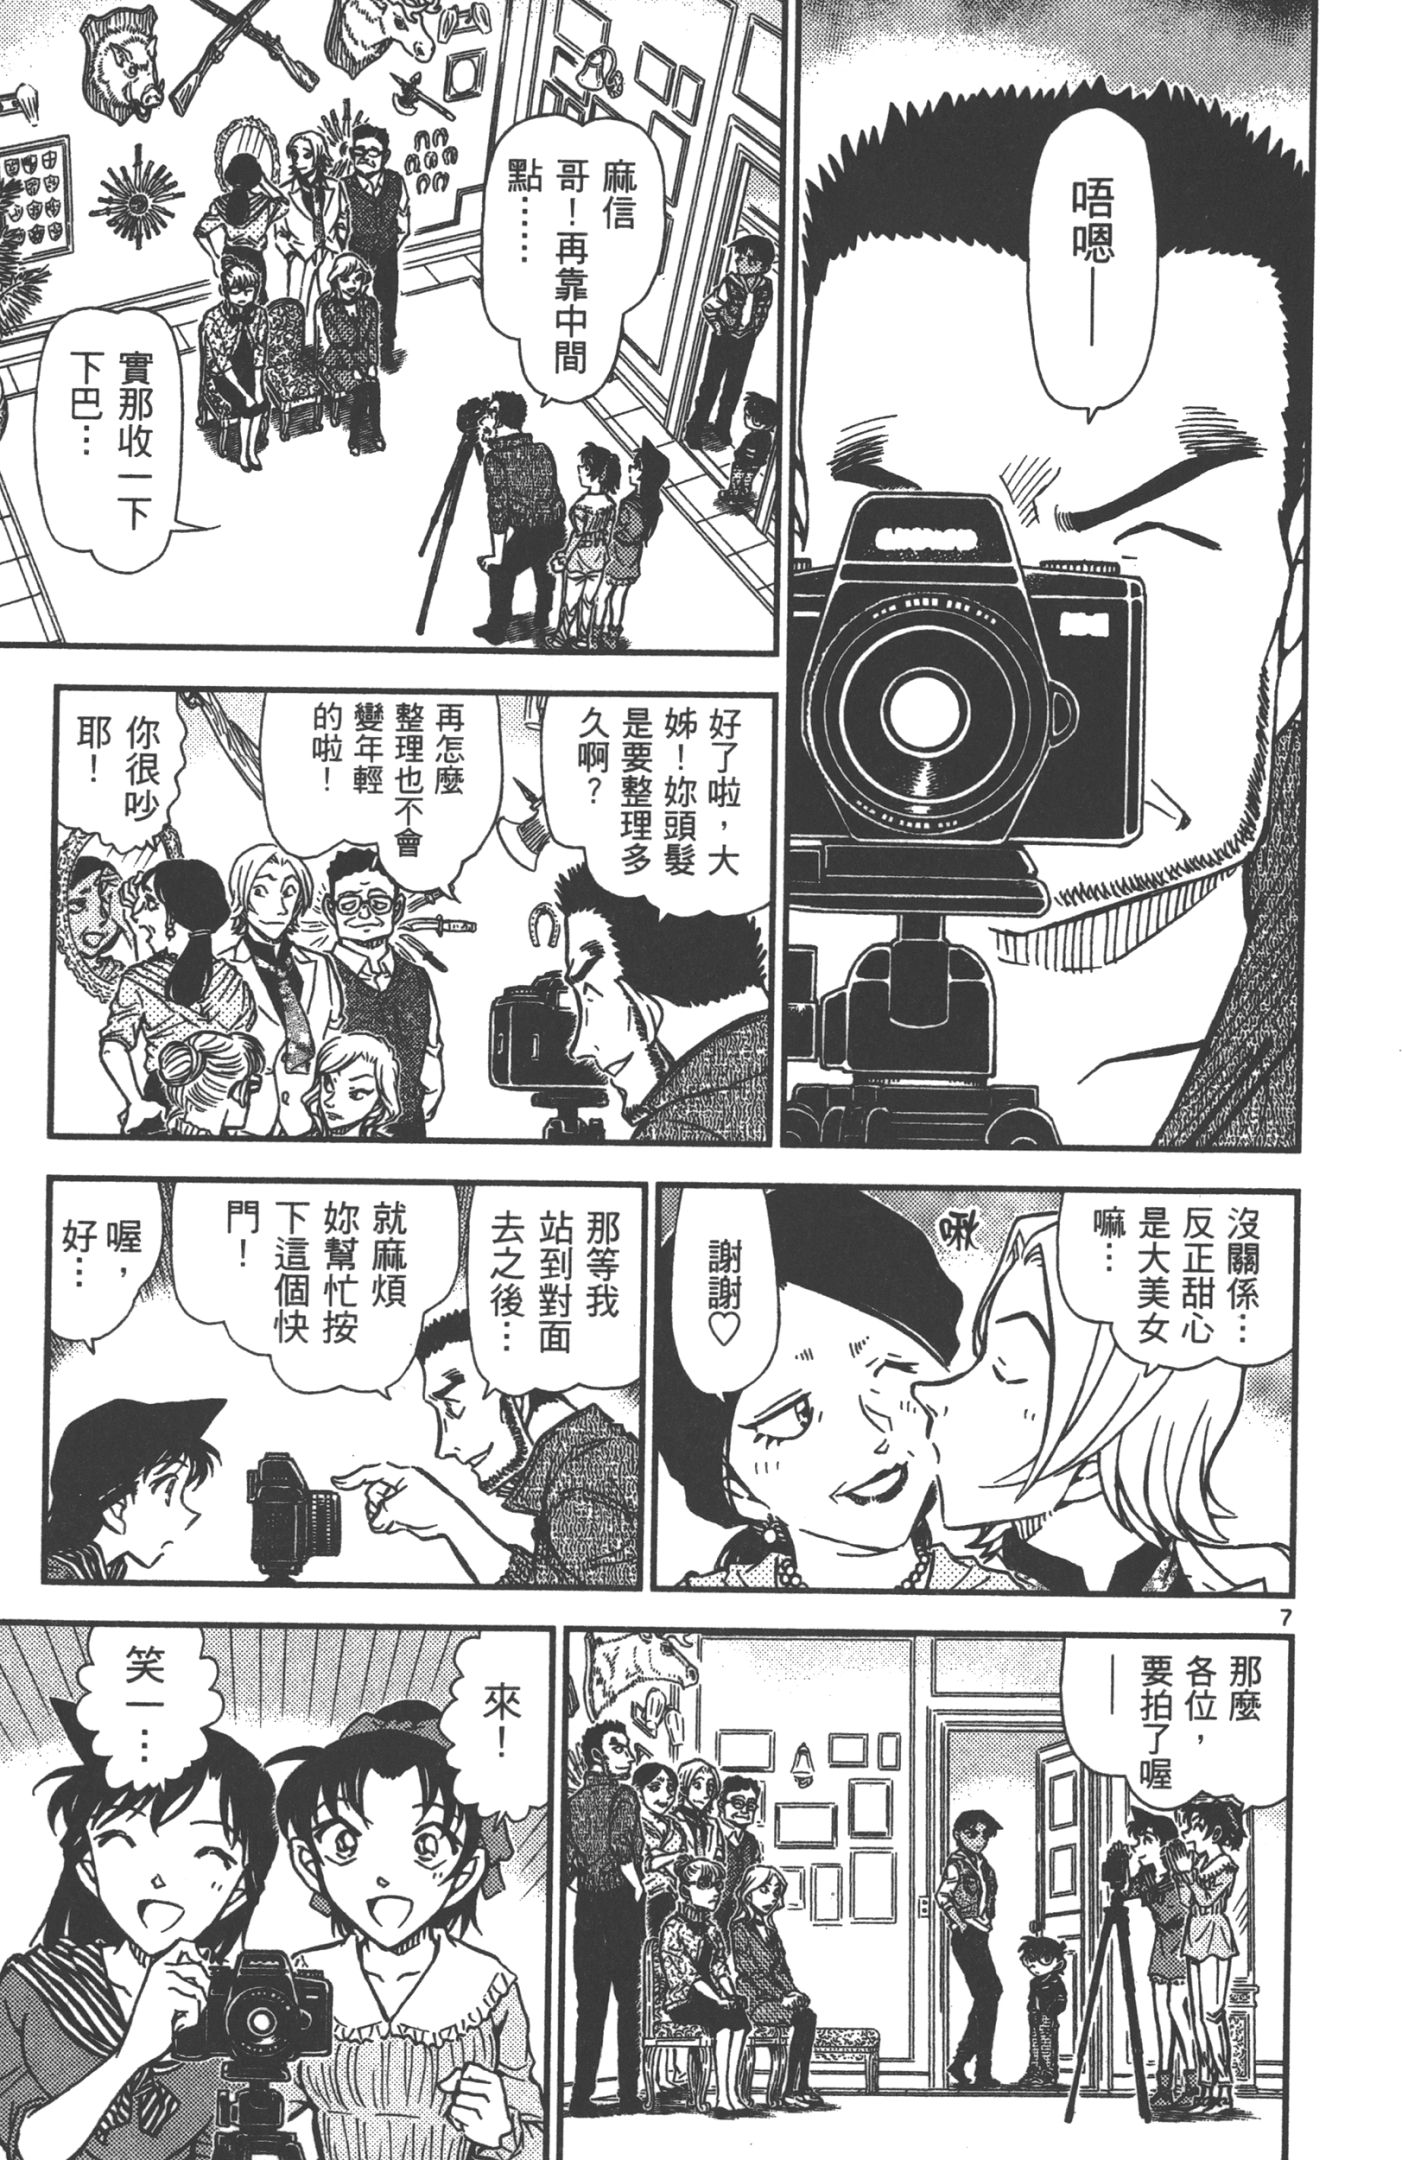 唔嗯——
麻信
哥！再靠中間
點……
實那收一下
下巴…
好了啦，大
姊！妳頭髮
是要整理多
久啊？
再怎麼
整理也不會
變年輕
的啦！
你很吵
耶！
沒關係…
反正甜心
是大美女
嘛…
啾
謝謝♡
那等我
站到對面
去之後…
就麻煩
妳幫忙按
下這個快
門！
喔，
好…
7
那麼
各位，
要拍了喔
——
來！
笑一…